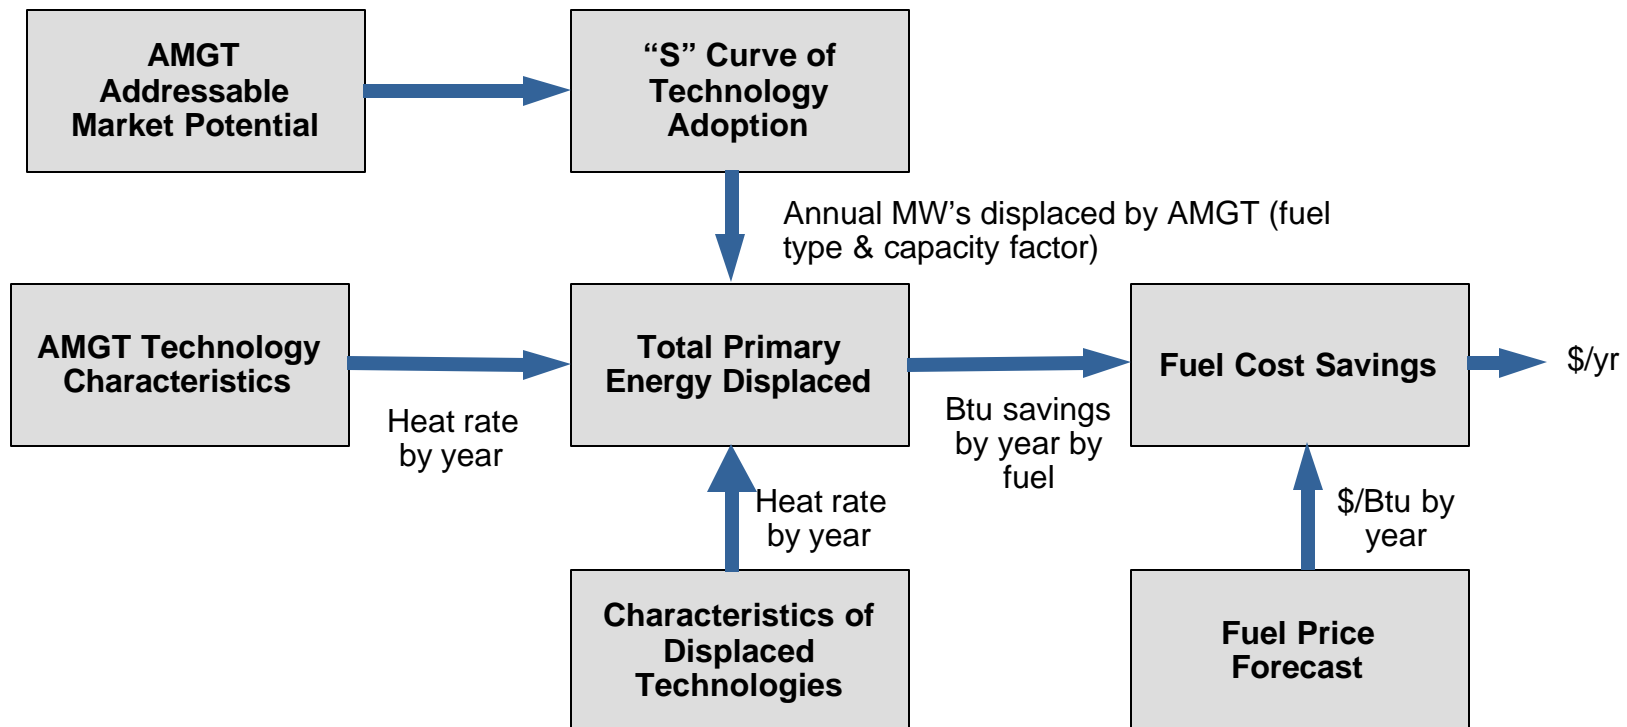 AMGT
Addressable
Market Potential
“S” Curve of
Technology
Adoption
Annual MW’s displaced by AMGT (fuel
type & capacity factor)
AMGT Technology
Characteristics
Heat rate
by year
Total Primary
Energy Displaced
Btu savings
by year by
fuel
Fuel Cost Savings
$/yr
Heat rate
by year
$/Btu by
year
Characteristics of
Displaced
Technologies
Fuel Price
Forecast